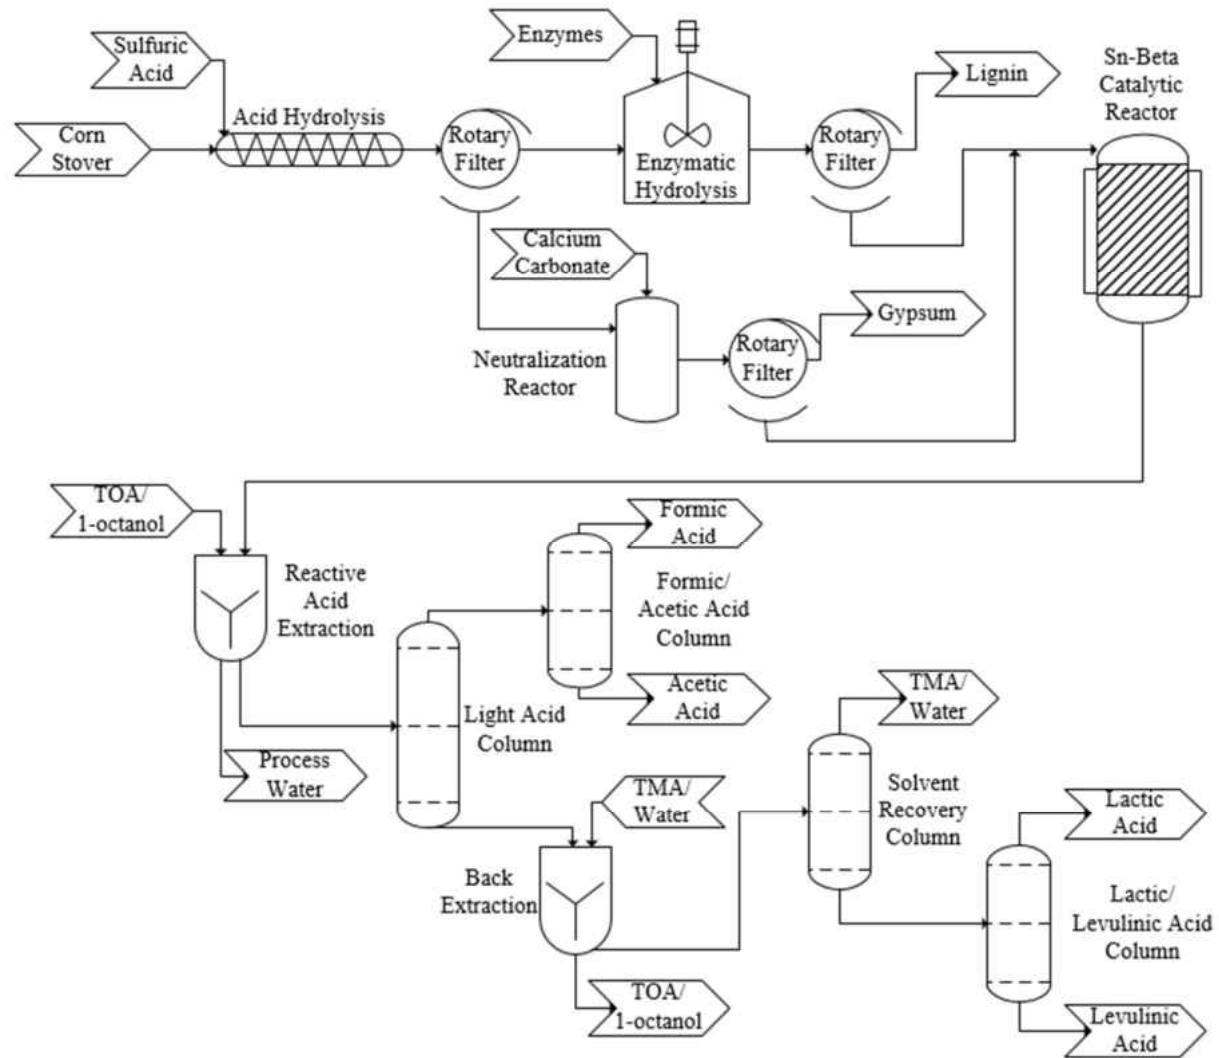 Sulfuric
Acid
Corn
Stover
Acid Hydrolysis
Rotary
Filter
Enzymes
Enzymatic
Hydrolysis
Rotary
Filter
Lignin
Sn-Beta
Catalytic
Reactor
Calcium
Carbonate
Neutralization
Reactor
Rotary
Filter
Gypsum
TOA/
1-octanol
Reactive
Acid
Extraction
Process
Water
Light Acid
Column
Formic
Acid
Formic/
Acetic Acid
Column
Acetic
Acid
TMA/
Water
Back
Extraction
TOA/
1-octanol
TMA/
Water
Solvent
Recovery
Column
Lactic
Acid
Lactic/
Levulinic Acid
Column
Levulinic
Acid